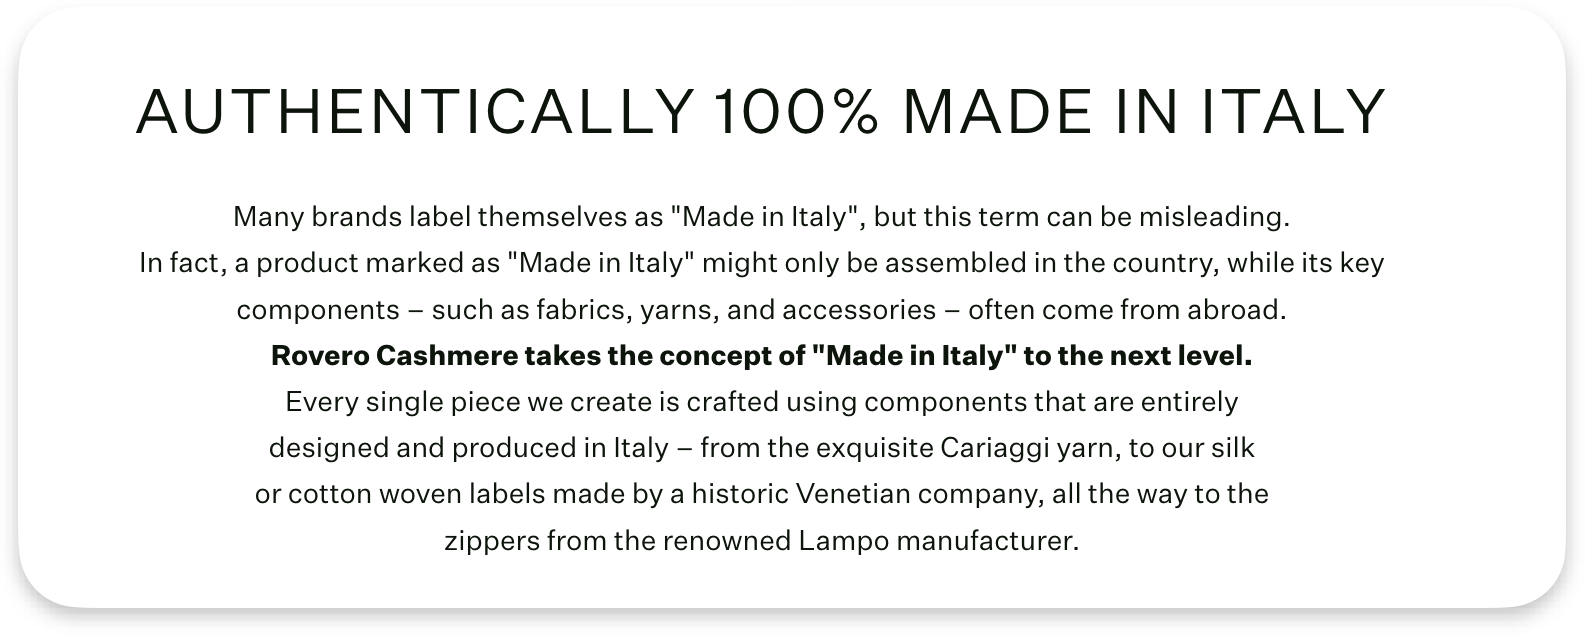 AUTHENTICALLY 100% MADE IN ITALY
Many brands label themselves as "Made in Italy", but this term can be misleading.
In fact, a product marked as "Made in Italy" might only be assembled in the country, while its key
components – such as fabrics, yarns, and accessories – often come from abroad.
Rovero Cashmere takes the concept of "Made in Italy" to the next level.
Every single piece we create is crafted using components that are entirely
designed and produced in Italy – from the exquisite Cariaggi yarn, to our silk
or cotton woven labels made by a historic Venetian company, all the way to the
zippers from the renowned Lampo manufacturer.